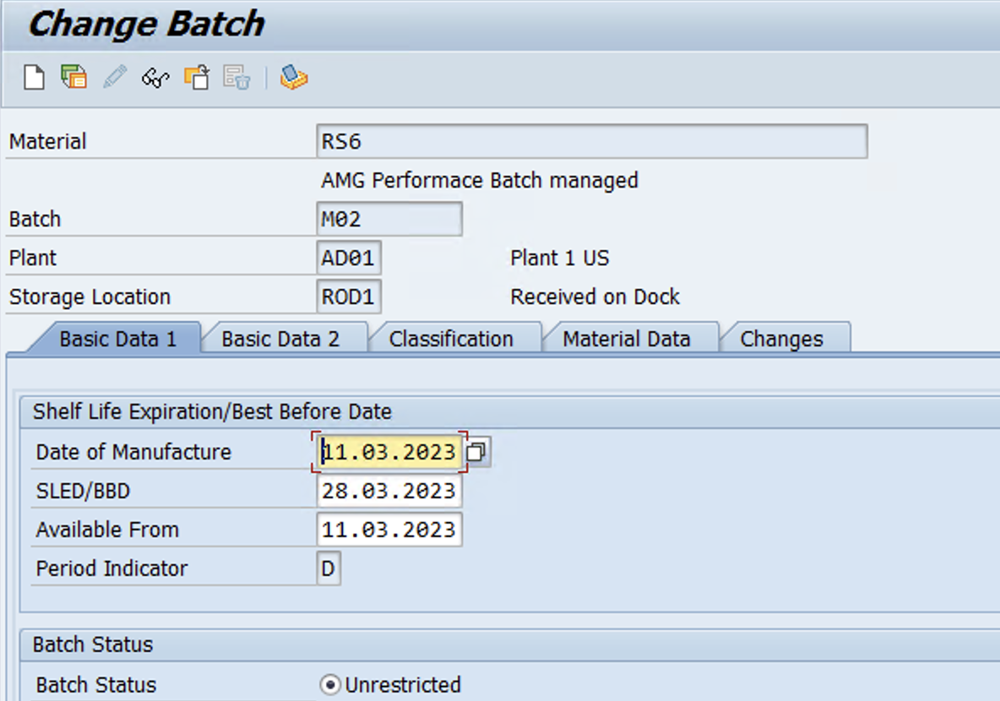 Change Batch
Material RS6
AMG Performace Batch managed
Batch M02
Plant AD01 Plant 1 US
Storage Location ROD1 Received on Dock
Basic Data 1 Basic Data 2 Classification Material Data Changes
Shelf Life Expiration/Best Before Date
Date of Manufacture 11.03.2023
SLED/BBD 28.03.2023
Available From 11.03.2023
Period Indicator D
Batch Status
Batch Status Unrestricted